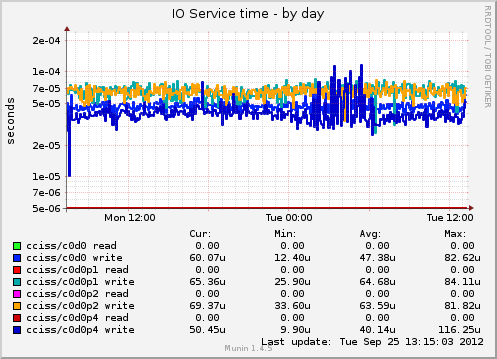 IO Service time - by day
RRDTOOL / TOBI OETIKER
seconds
2e-04
1e-04
7e-05
5e-05
2e-05
1e-05
7e-06
5e-06
Mon 12:00 Tue 00:00 Tue 12:00
Cur: Min: Avg: Max:
cciss/c0d0 read 0.00 0.00 0.00 0.00
cciss/c0d0 write 60.07u 12.40u 47.38u 82.62u
cciss/c0d0p1 read 0.00 0.00 0.00 0.00
cciss/c0d0p1 write 65.36u 25.90u 64.68u 84.11u
cciss/c0d0p2 read 0.00 0.00 0.00 0.00
cciss/c0d0p2 write 69.37u 33.60u 63.59u 81.82u
cciss/c0d0p4 read 0.00 0.00 0.00 0.00
cciss/c0d0p4 write 50.45u 9.90u 40.14u 116.25u
Last update: Tue Sep 25 13:15:03 2012
Munin 1.4.5